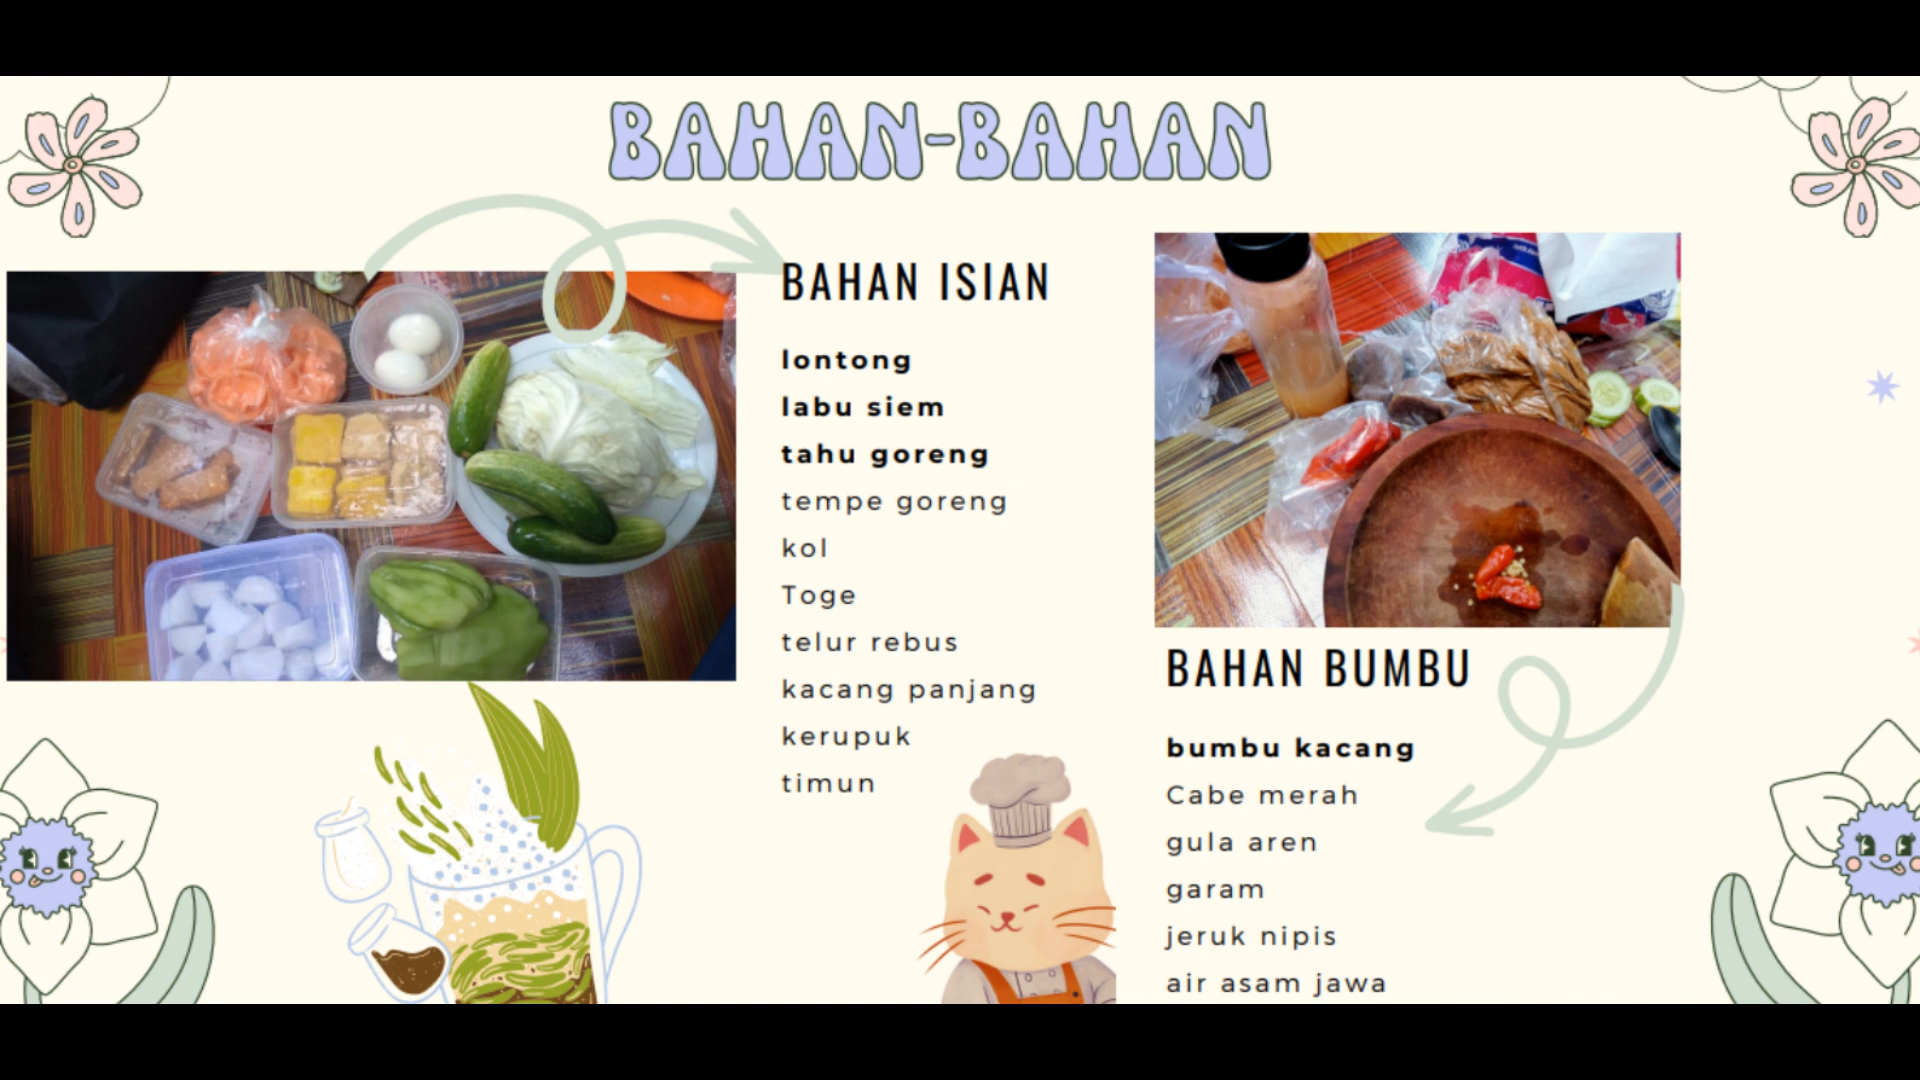 BAHAN-BAHAN
BAHAN ISIAN
lontong
labu siem
tahu goreng
tempe goreng
kol
Toge
telur rebus
kacang panjang
kerupuk
timun
BAHAN BUMBU
bumbu kacang
Cabe merah
gula aren
garam
jeruk nipis
air asam jawa